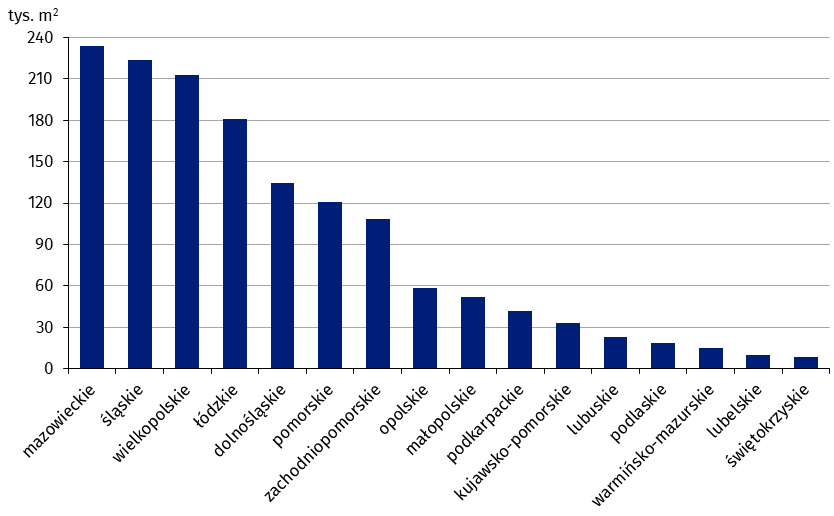 tys. m²
240
210
180
150
120
90
60
30
0
mazowieckie
śląskie
wielkopolskie
łódzkie
dolnośląskie
pomorskie
zachodniopomorskie
opolskie
małopolskie
podkarpackie
kujawsko-pomorskie
lubuskie
podlaskie
warmińsko-mazurskie
lubelskie
świętokrzyskie